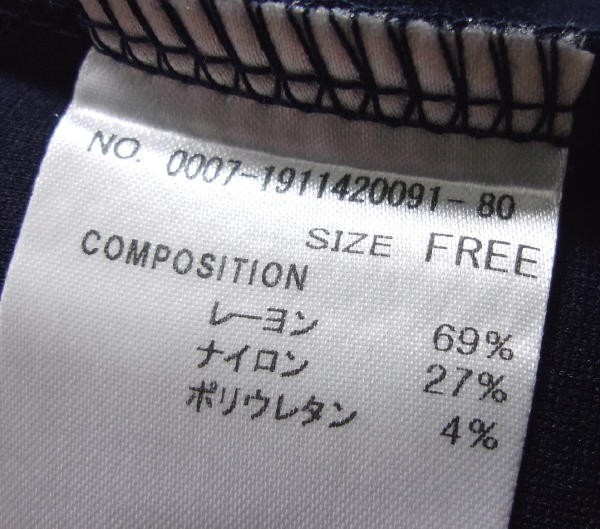 NO. 0007-1911420091-80
SIZE FREE
COMPOSITION
レーヨン 69%
ナイロン 27%
ポリウレタン 4%